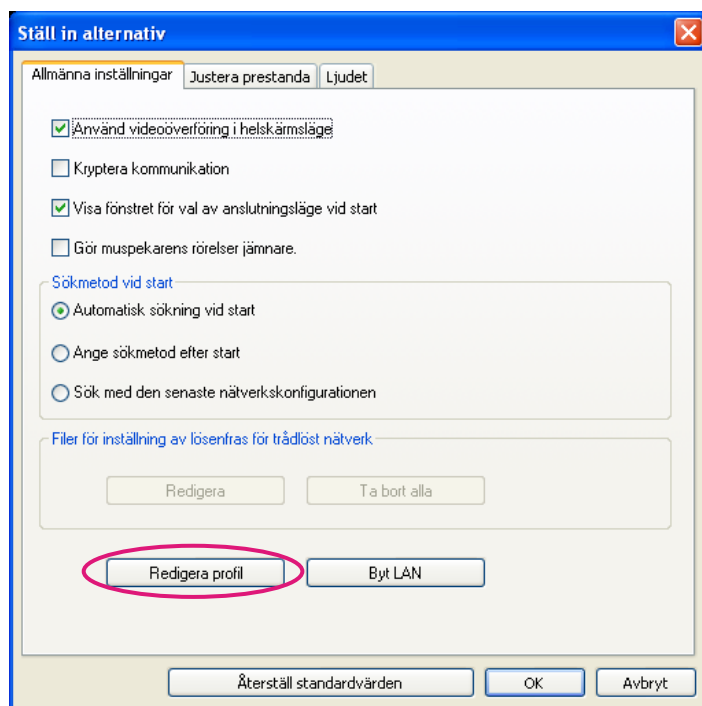 Ställ in alternativ
Allmänna inställningar
Justera prestanda
Ljudet
Använd videoöverföring i helskärmsläge
Kryptera kommunikation
Visa fönstret för val av anslutningsläge vid start
Gör muspekarens rörelser jämnare.
Sökmetod vid start
Automatisk sökning vid start
Ange sökmetod efter start
Sök med den senaste nätverkskonfigurationen
Filer för inställning av lösenfras för trådlöst nätverk
Redigera
Ta bort alla
Redigera profil
Byt LAN
Återställ standardvärden
OK
Avbryt